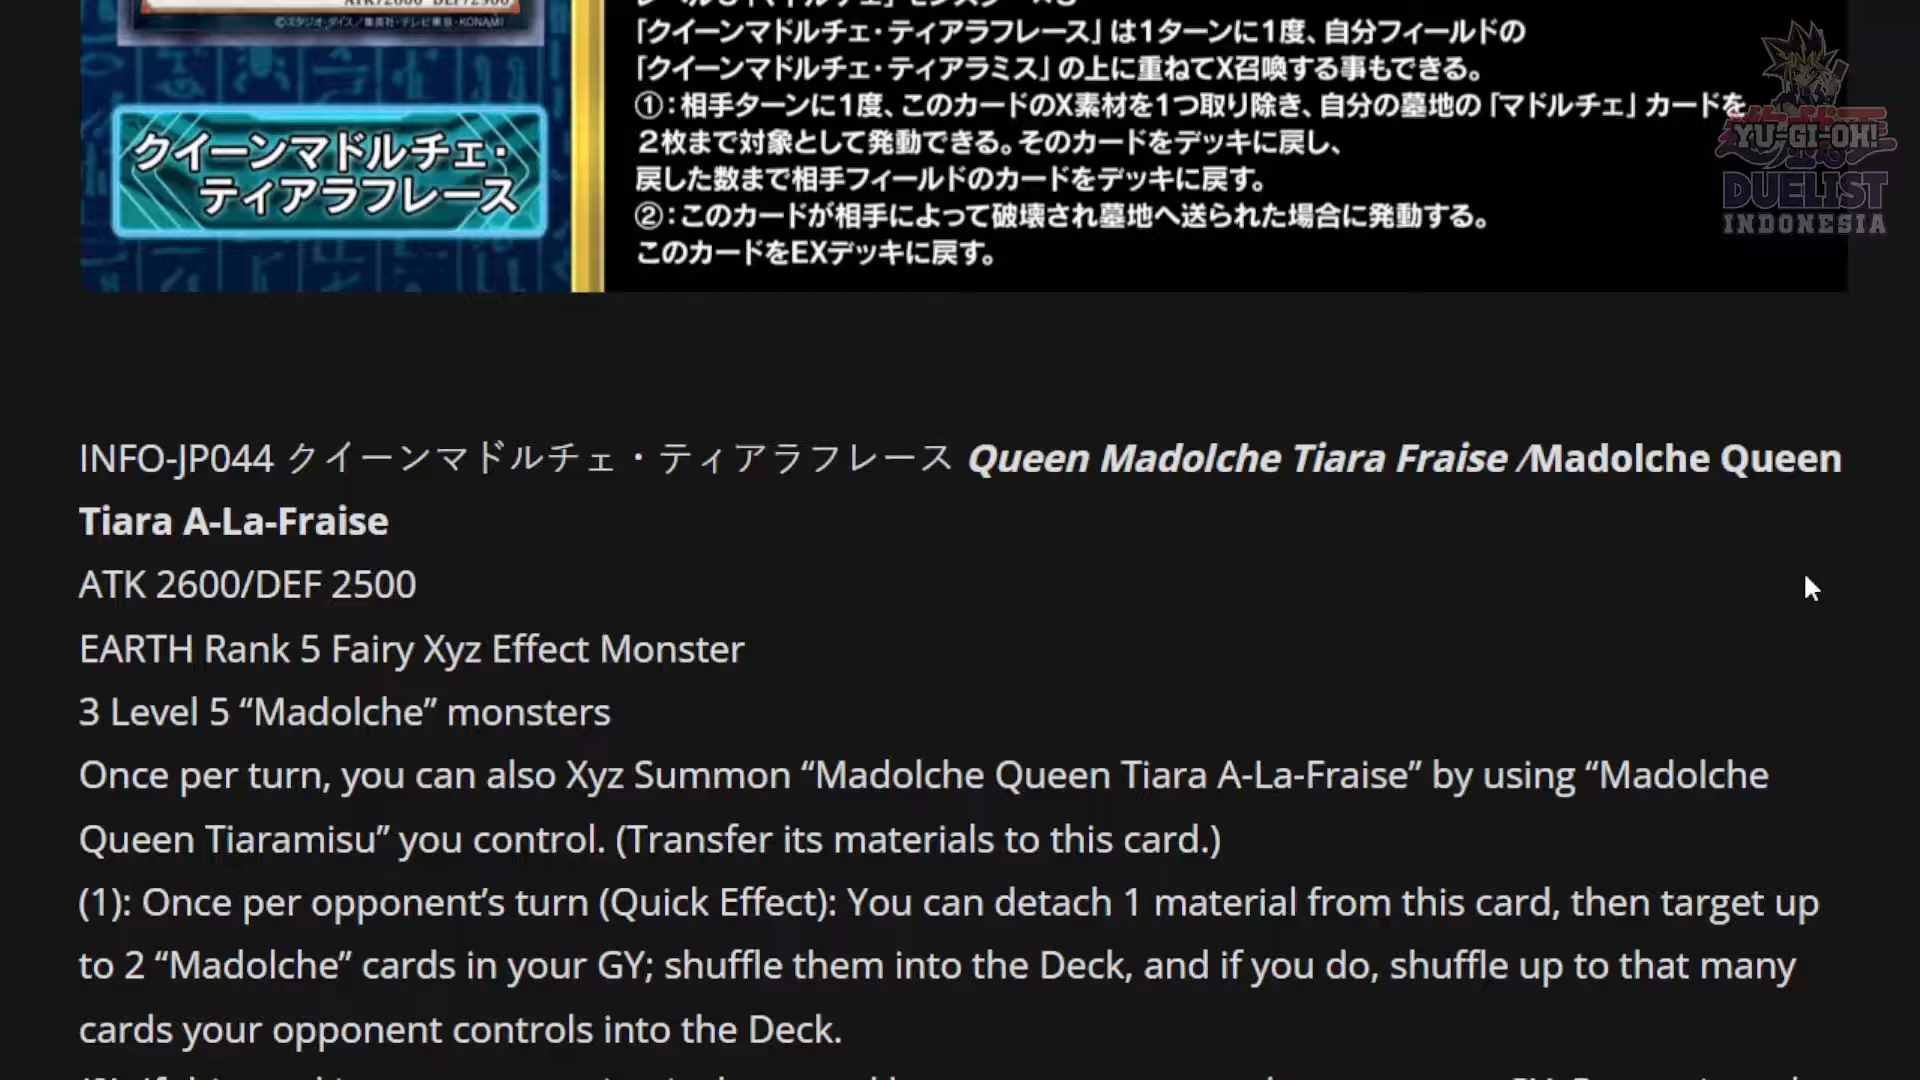 ©スタジオ・ダイス／集英社・テレビ東京・KONAMI
クイーンマドルチェ・
ティアラフレース
「クイーンマドルチェ・ティアラフレース」は1ターンに1度、自分フィールドの
「クイーンマドルチェ・ティアラミス」の上に重ねてX召喚する事もできる。
①：相手ターンに1度、このカードのX素材を1つ取り除き、自分の墓地の「マドルチェ」カードを
２枚まで対象として発動できる。そのカードをデッキに戻し、
戻した数まで相手フィールドのカードをデッキに戻す。
②：このカードが相手によって破壊され墓地へ送られた場合に発動する。
このカードをEXデッキに戻す。
YU-GI-OH!
DUELIST
INDONESIA
INFO-JP044 クイーンマドルチェ・ティアラフレース Queen Madolche Tiara Fraise /Madolche Queen
Tiara A-La-Fraise
ATK 2600/DEF 2500
EARTH Rank 5 Fairy Xyz Effect Monster
3 Level 5 “Madolche” monsters
Once per turn, you can also Xyz Summon “Madolche Queen Tiara A-La-Fraise” by using “Madolche
Queen Tiaramisu” you control. (Transfer its materials to this card.)
(1): Once per opponent’s turn (Quick Effect): You can detach 1 material from this card, then target up
to 2 “Madolche” cards in your GY; shuffle them into the Deck, and if you do, shuffle up to that many
cards your opponent controls into the Deck.